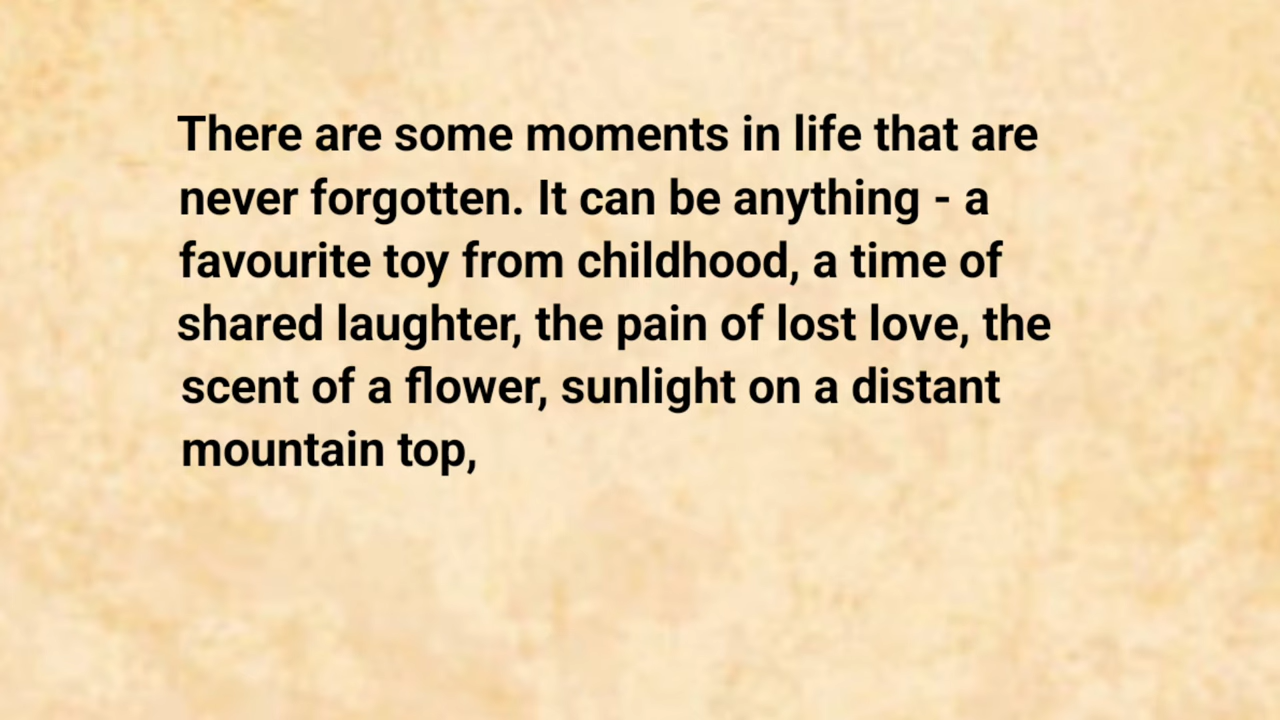 There are some moments in life that are
never forgotten. It can be anything - a
favourite toy from childhood, a time of
shared laughter, the pain of lost love, the
scent of a flower, sunlight on a distant
mountain top,